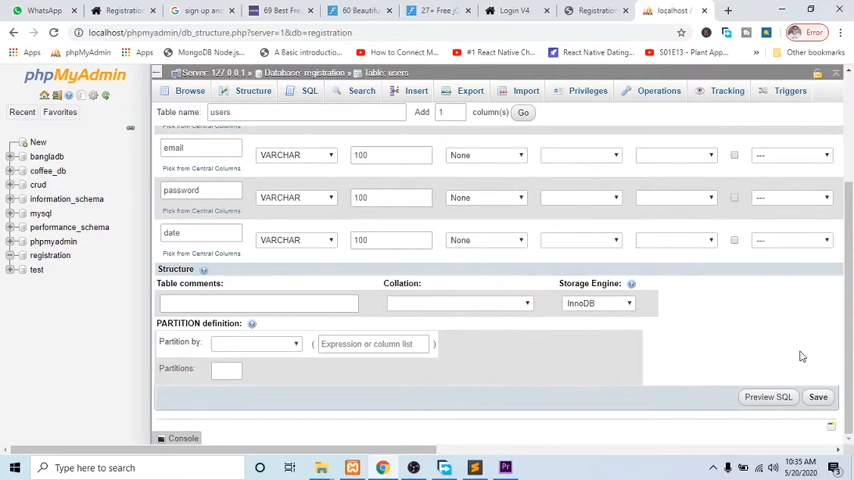 WhatsApp
Registration
sign up and
69 Best Fre
60 Beautifu
27+ Free jC
Login V4
Registration
localhost /
localhost/phpmyadmin/db_structure.php?server=1&db=registration
Error
Apps
phpMyAdmin
MongoDB Node.js...
A Basic introductio...
How to Connect M...
#1 React Native Ch...
React Native Dating...
S01E13 - Plant App...
Other bookmarks
phpMyAdmin
Server: 127.0.0.1 » Database: registration » Table: users
Browse
Structure
SQL
Search
Insert
Export
Import
Privileges
Operations
Tracking
Triggers
Recent
Favorites
Table name:
users
Add
1
column(s)
Go
New
bangladb
coffee_db
crud
information_schema
mysql
performance_schema
phpmyadmin
registration
test
Pick from Central Columns
email
VARCHAR
100
None
---
Pick from Central Columns
password
VARCHAR
100
None
---
Pick from Central Columns
date
VARCHAR
100
None
---
Pick from Central Columns
Structure
Table comments:
Collation:
Storage Engine:
InnoDB
PARTITION definition:
Partition by:
( Expression or column list )
Partitions:
Preview SQL
Save
Console
Type here to search
10:35 AM
5/20/2020